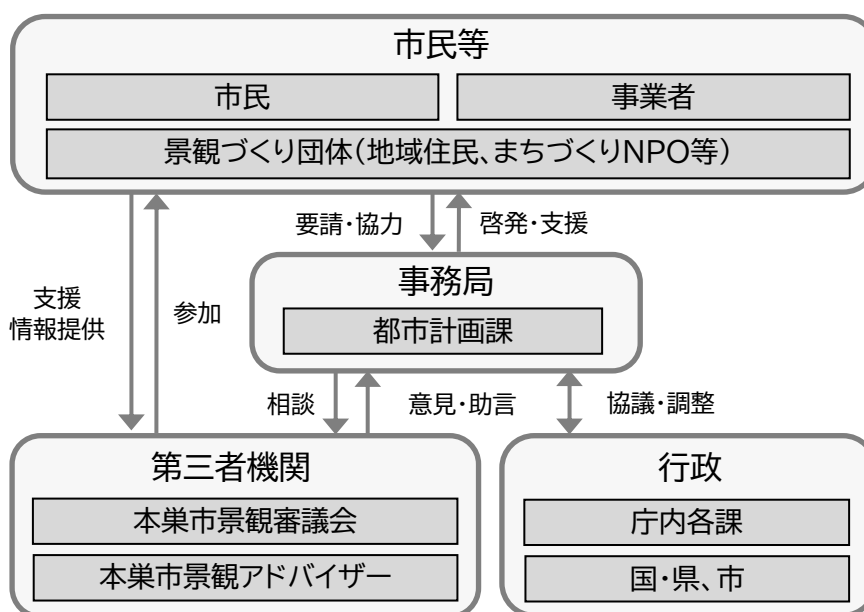 市民等
市民
事業者
景観づくり団体(地域住民、まちづくりNPO等)
要請・協力
啓発・支援
支援
情報提供
参加
事務局
都市計画課
相談
意見・助言
協議・調整
第三者機関
本巣市景観審議会
本巣市景観アドバイザー
行政
庁内各課
国・県、市